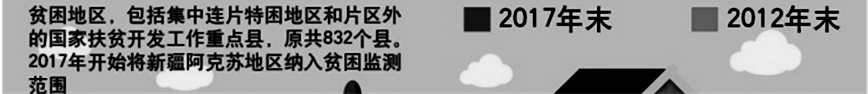 贫困地区，包括集中连片特困地区和片区外
的国家扶贫开发工作重点县，原共832个县。
2017年开始将新疆阿克苏地区纳入贫困监测
范围
2017年末
2012年末